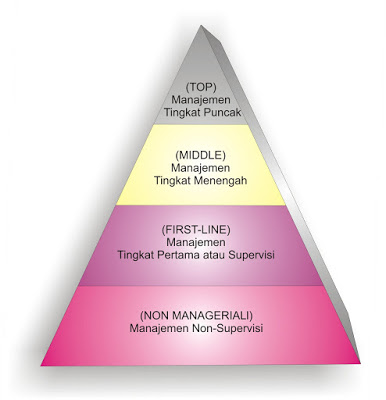 (TOP)
Manajemen
Tingkat Puncak
(MIDDLE)
Manajemen
Tingkat Menengah
(FIRST-LINE)
Manajemen
Tingkat Pertama atau Supervisi
(NON MANAGERIALI)
Manajemen Non-Supervisi